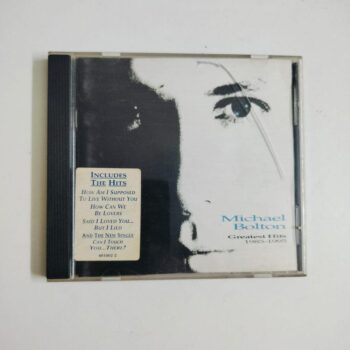 INCLUDES
THE HITS
HOW AM I SUPPOSED
TO LIVE WITHOUT YOU
HOW CAN WE
BE LOVERS
SAID I LOVED YOU...
BUT I LIED
AND THE NEW SINGLE
CAN I TOUCH
YOU...THERE?
Michael
Bolton
Greatest Hits
1985-1995